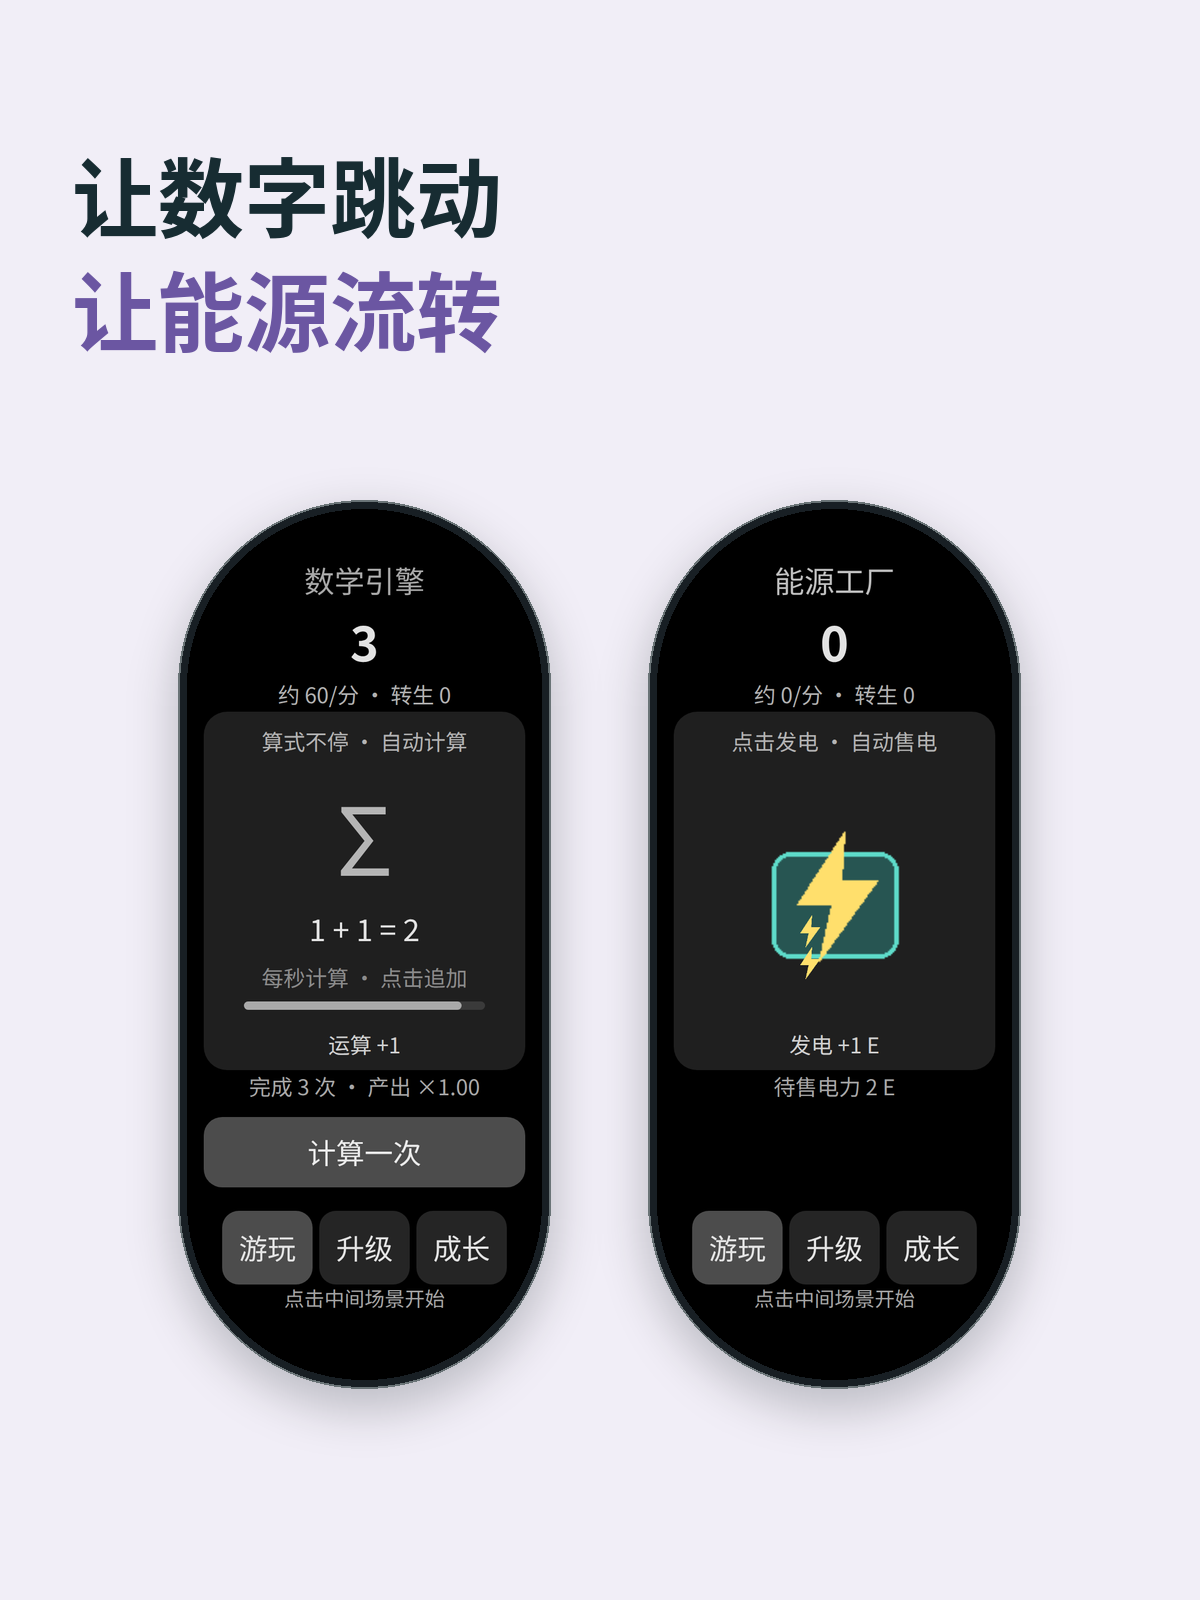 让数字跳动
让能源流转
数学引擎
3
约 60/分 · 转生 0
算式不停 · 自动计算
∑
1 + 1 = 2
每秒计算 · 点击追加
运算 +1
完成 3 次 · 产出 ×1.00
计算一次
游玩 升级 成长
点击中间场景开始
能源工厂
0
约 0/分 · 转生 0
点击发电 · 自动售电
发电 +1 E
待售电力 2 E
游玩 升级 成长
点击中间场景开始